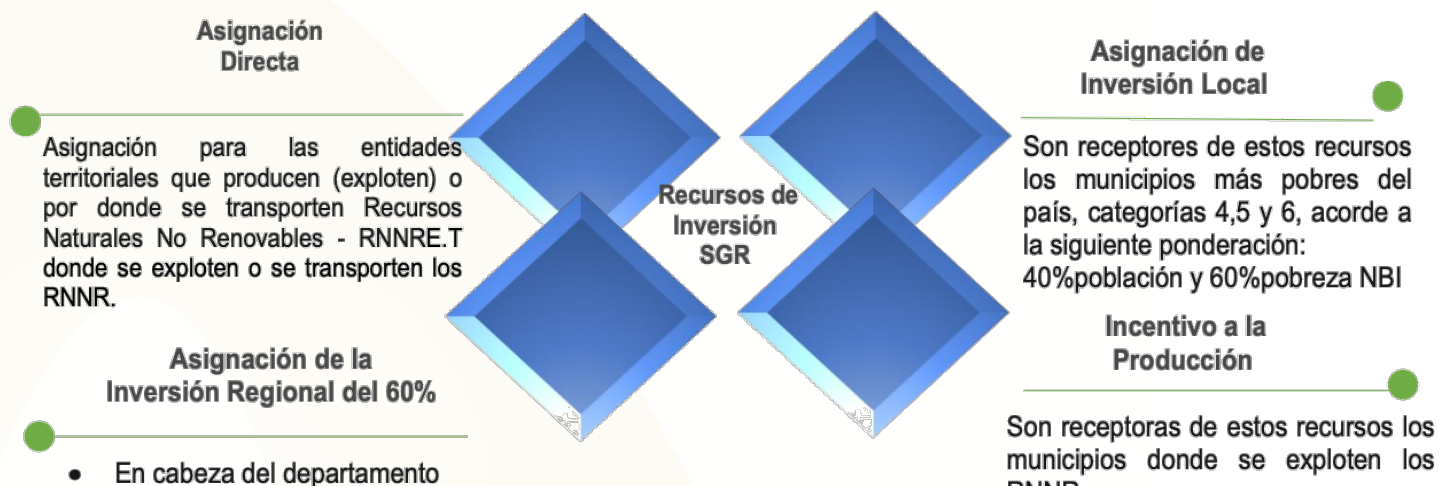 Asignación
Directa
Asignación para las entidades
territoriales que producen (exploten) o
por donde se transporten Recursos
Naturales No Renovables - RNNRE.T
donde se exploten o se transporten los
RNNR.
Asignación de la
Inversión Regional del 60%
● En cabeza del departamento
Recursos de
Inversión
SGR
Asignación de
Inversión Local
Son receptores de estos recursos
los municipios más pobres del
país, categorías 4,5 y 6, acorde a
la siguiente ponderación:
40%población y 60%pobreza NBI
Incentivo a la
Producción
Son receptoras de estos recursos los
municipios donde se exploten los